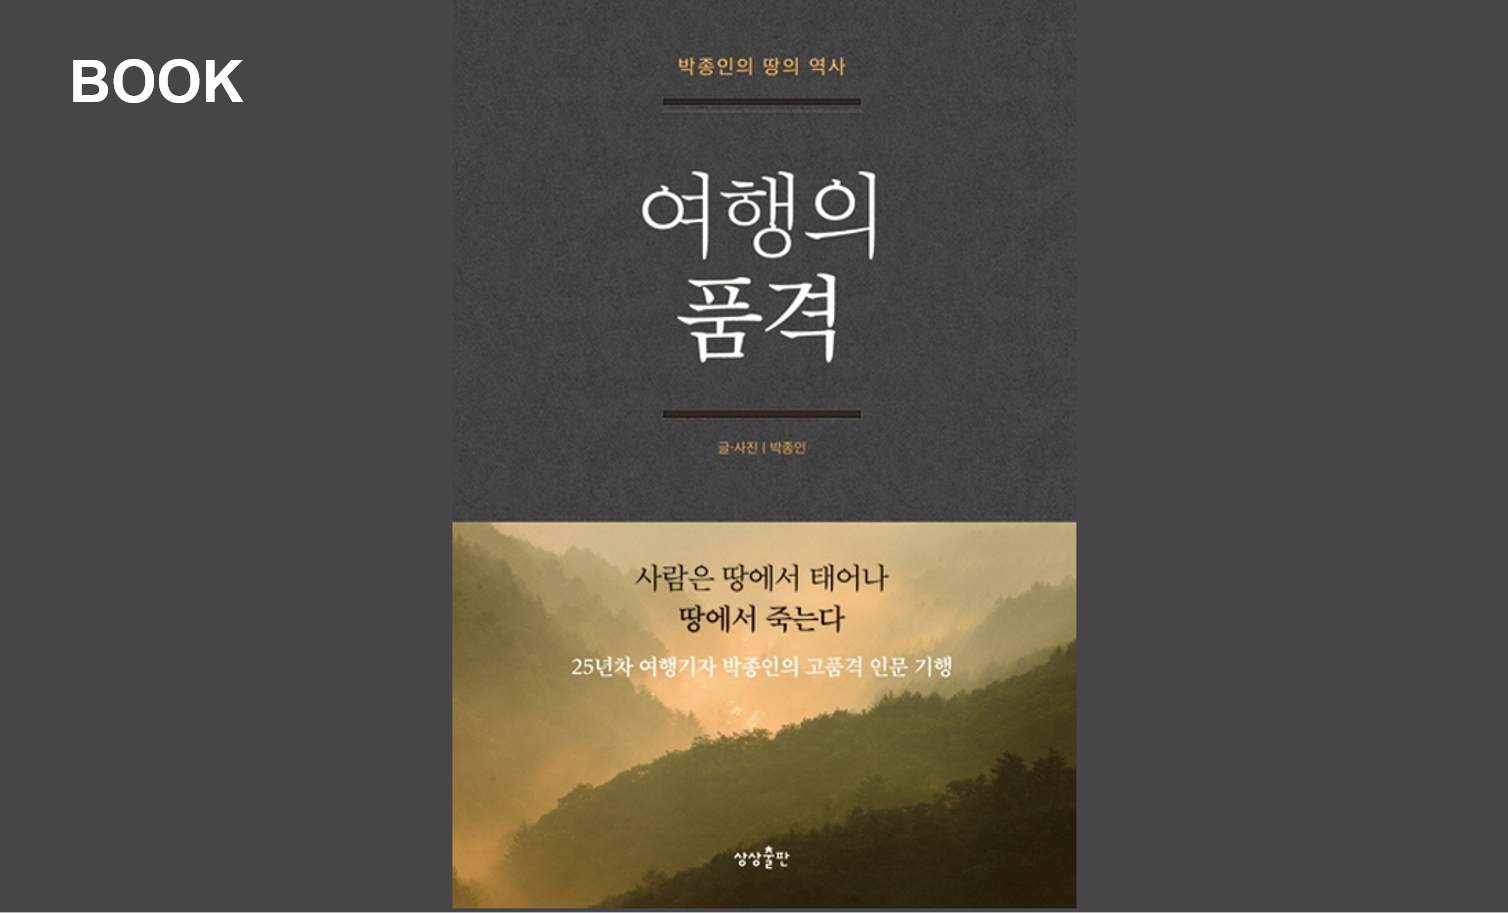 BOOK
박종인의 땅의 역사
여행의
품격
글·사진 | 박종인
사람은 땅에서 태어나
땅에서 죽는다
25년차 여행기자 박종인의 고품격 인문 기행
상상출판